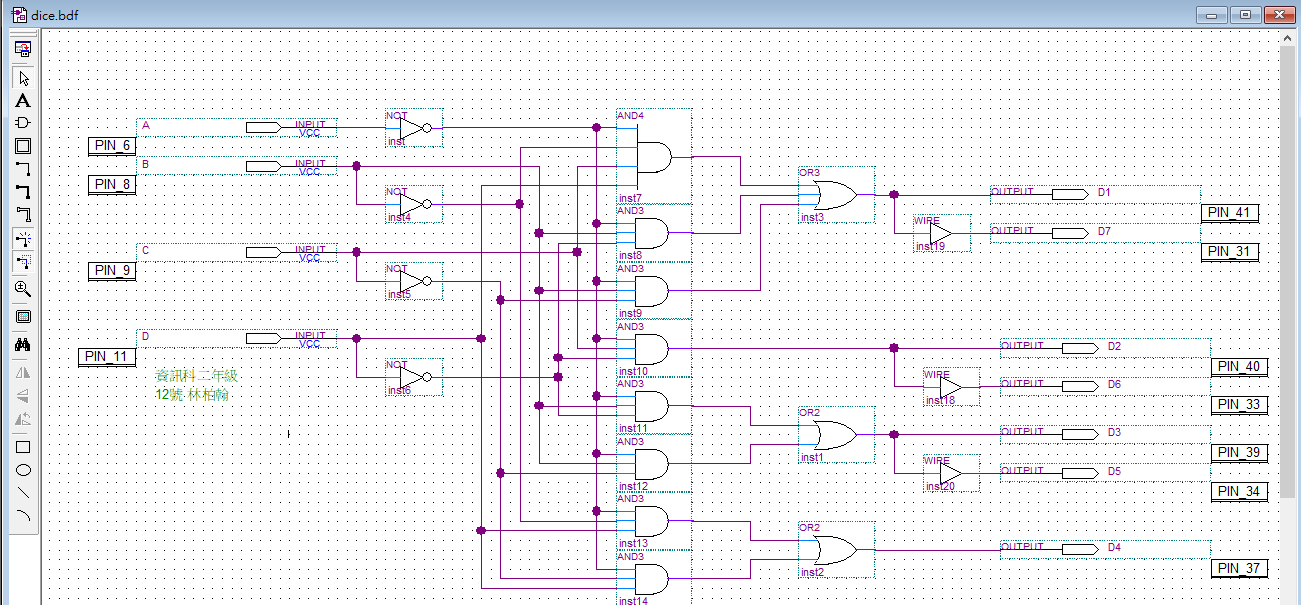 dice.bdf
A
INPUT
VCC
PIN_6
NOT
inst
B
INPUT
VCC
PIN_8
NOT
inst4
C
INPUT
VCC
PIN_9
NOT
inst5
D
INPUT
VCC
PIN_11
NOT
inst6
資訊科二年級
12號 林柏翰
AND4
inst7
AND3
inst8
AND3
inst9
AND3
inst10
AND3
inst11
AND3
inst12
AND3
inst13
AND3
inst14
OR3
inst3
OR2
inst1
OR2
inst2
OUTPUT
D1
PIN_41
WIRE
inst19
OUTPUT
D7
PIN_31
OUTPUT
D2
PIN_40
WIRE
inst18
OUTPUT
D6
PIN_33
OUTPUT
D3
PIN_39
WIRE
inst20
OUTPUT
D5
PIN_34
OUTPUT
D4
PIN_37
A